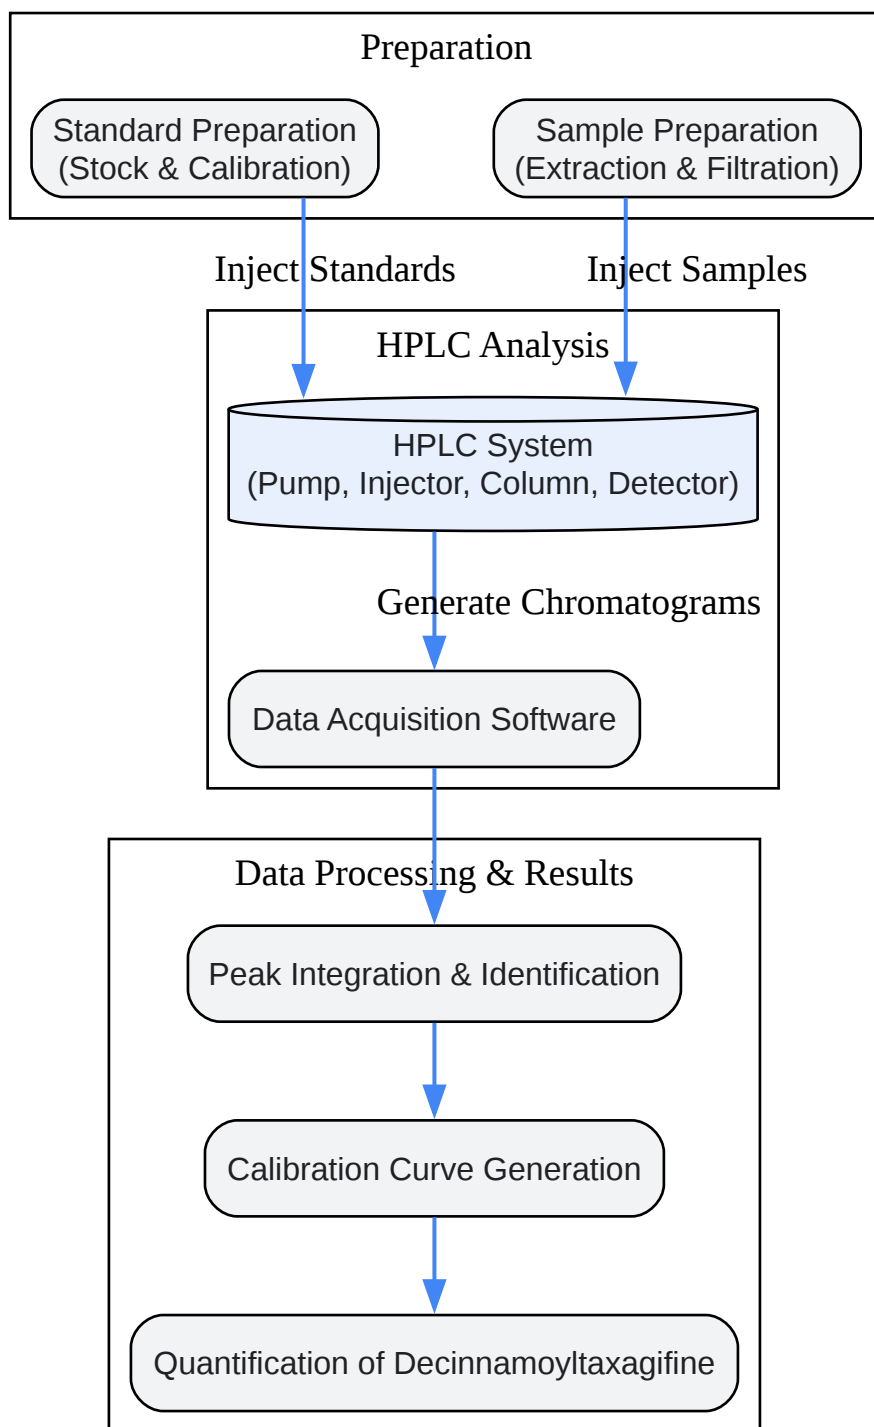 Preparation
Standard Preparation
(Stock & Calibration)
Sample Preparation
(Extraction & Filtration)
Inject Standards
Inject Samples
HPLC Analysis
HPLC System
(Pump, Injector, Column, Detector)
Generate Chromatograms
Data Acquisition Software
Data Processing & Results
Peak Integration & Identification
Calibration Curve Generation
Quantification of Decinnamoyltaxagifine